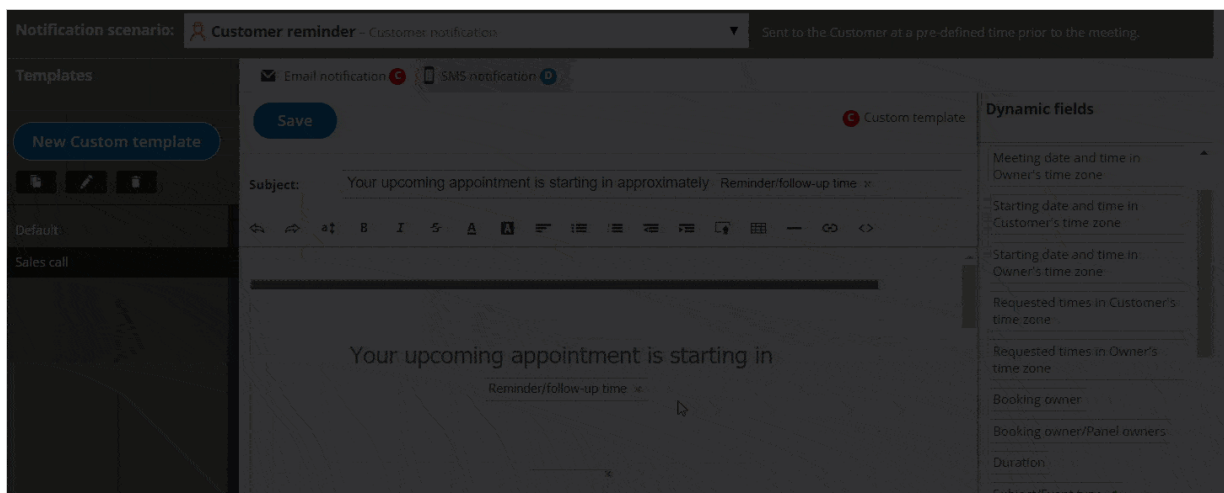 Notification scenario: Customer reminder – Customer notification Sent to the Customer at a pre-defined time prior to the meeting.
Templates
Email notification C SMS notification D
New Custom template
Save
C Custom template
Dynamic fields
Subject: Your upcoming appointment is starting in approximately Reminder/follow-up time ×
Default
Sales call
Your upcoming appointment is starting in
Reminder/follow-up time ×
Meeting date and time in
Owner's time zone
Starting date and time in
Customer's time zone
Starting date and time in
Owner's time zone
Requested times in Customer's
time zone
Requested times in Owner's
time zone
Booking owner
Booking owner/Panel owners
Duration